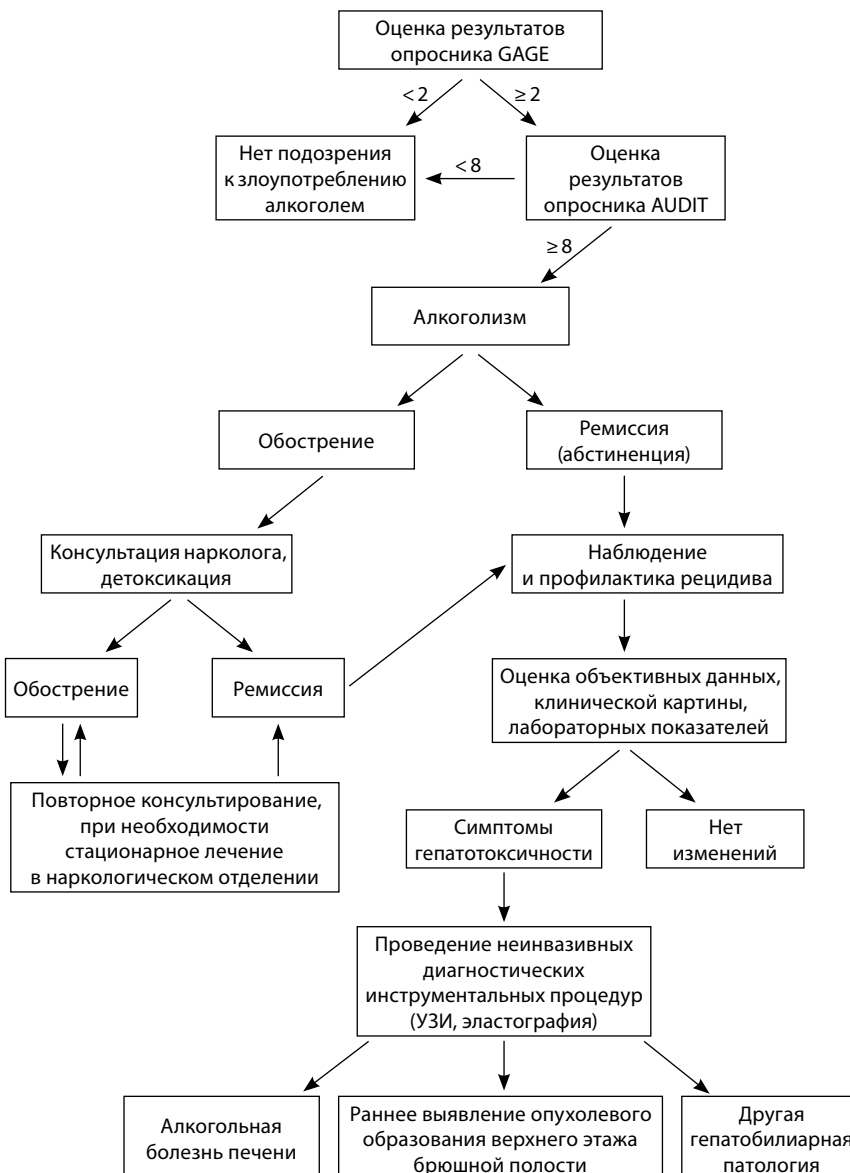 Оценка результатов
опросника GAGE
< 2
≥ 2
Нет подозрения
к злоупотреблению
алкоголем
< 8
Оценка
результатов
опросника AUDIT
≥ 8
Алкоголизм
Обострение
Ремиссия
(абстиненция)
Консультация нарколога,
детоксикация
Наблюдение
и профилактика рецидива
Обострение
Ремиссия
Оценка объективных данных,
клинической картины,
лабораторных показателей
Повторное консультирование,
при необходимости
стационарное лечение
в наркологическом отделении
Симптомы
гепатотоксичности
Нет
изменений
Проведение неинвазивных
диагностических
инструментальных процедур
(УЗИ, эластография)
Алкогольная
болезнь печени
Раннее выявление опухолевого
образования верхнего этажа
брюшной полости
Другая
гепатобилиарная
патология